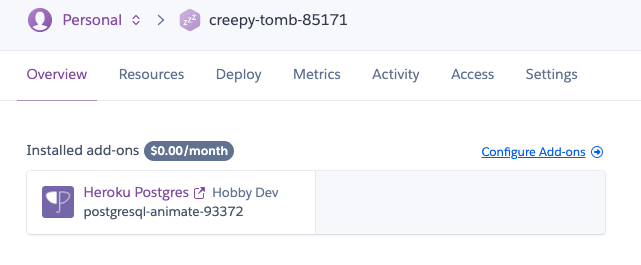 Personal > creepy-tomb-85171
Overview Resources Deploy Metrics Activity Access Settings
Installed add-ons $0.00/month Configure Add-ons
Heroku Postgres Hobby Dev
postgresql-animate-93372